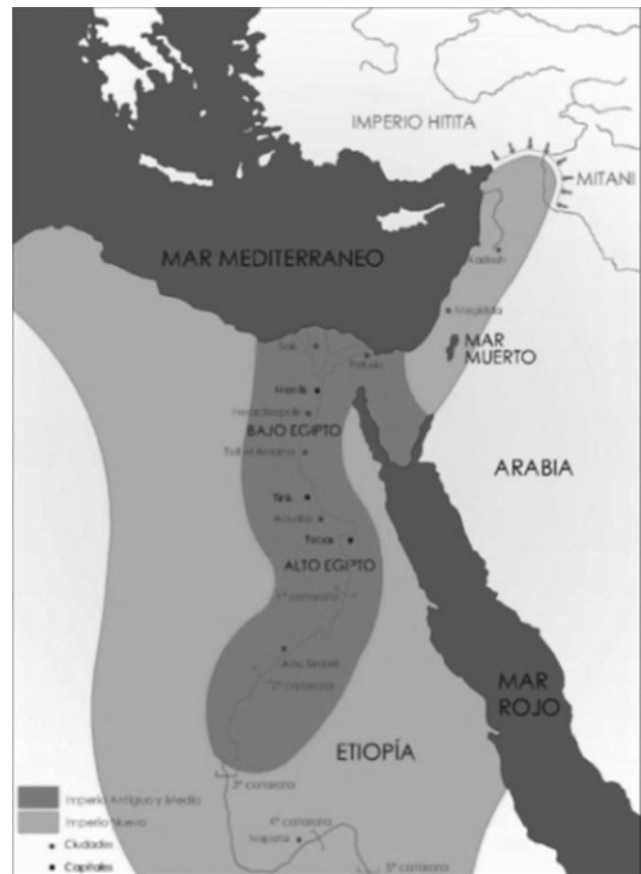 IMPERIO HITITA
MITANI
MAR MEDITERRANEO
Kadesh
Megiddo
MAR
MUERTO
Sais
Menfis
BAJO EGIPTO
Tell el Amarna
ARABIA
Tinis
Abydos
Tebas
ALTO EGIPTO
1ª catarata
Abu Simbel
2ª catarata
MAR
ROJO
ETIOPÍA
3ª catarata
4ª catarata
Napata
5ª catarata
Imperio Antiguo y Medio
Imperio Nuevo
Ciudades
Capitales